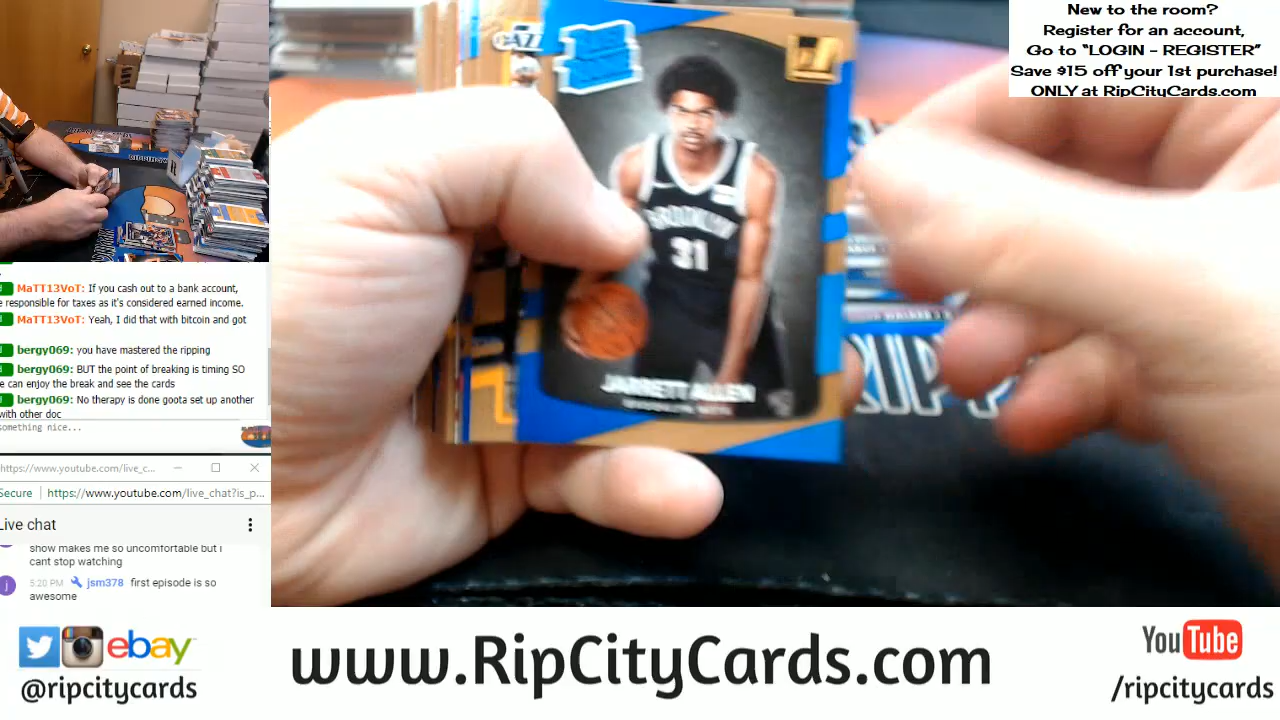 New to the room?
Register for an account,
Go to “LOGIN - REGISTER”
Save $15 off your 1st purchase!
ONLY at RipCityCards.com
BROOKLYN
31
JARRETT ALLEN
RIP
MaTT13VoT: If you cash out to a bank account,
e responsible for taxes as it's considered earned income.
MaTT13VoT: Yeah, I did that with bitcoin and got
bergy069: you have mastered the ripping
bergy069: BUT the point of breaking is timing SO
e can enjoy the break and see the cards
bergy069: No therapy is done goota set up another
with other doc
something nice...
https://www.youtube.com/live_c...
Secure https://www.youtube.com/live_chat?is_p...
Live chat
show makes me so uncomfortable but i
cant stop watching
5:20 PM jsm378 first episode is so
awesome
ebay
@ripcitycards
www.RipCityCards.com
YouTube
/ripcitycards